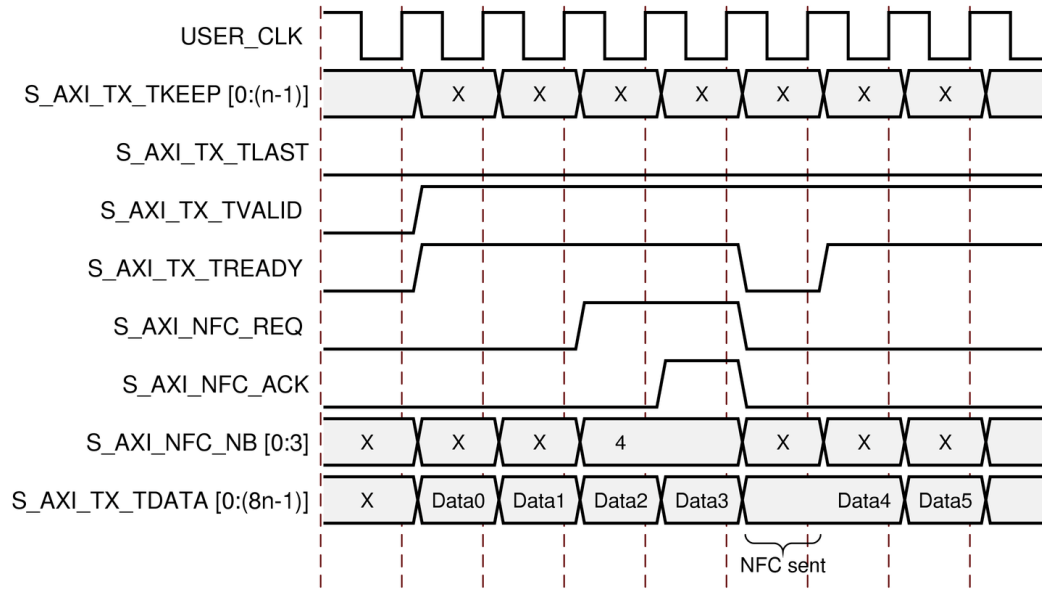 USER_CLK
S_AXI_TX_TKEEP [0:(n-1)] X X X X X X X
S_AXI_TX_TLAST
S_AXI_TX_TVALID
S_AXI_TX_TREADY
S_AXI_NFC_REQ
S_AXI_NFC_ACK
S_AXI_NFC_NB [0:3] X X X 4 X X X
S_AXI_TX_TDATA [0:(8n-1)] X Data0 Data1 Data2 Data3 Data4 Data5
NFC sent